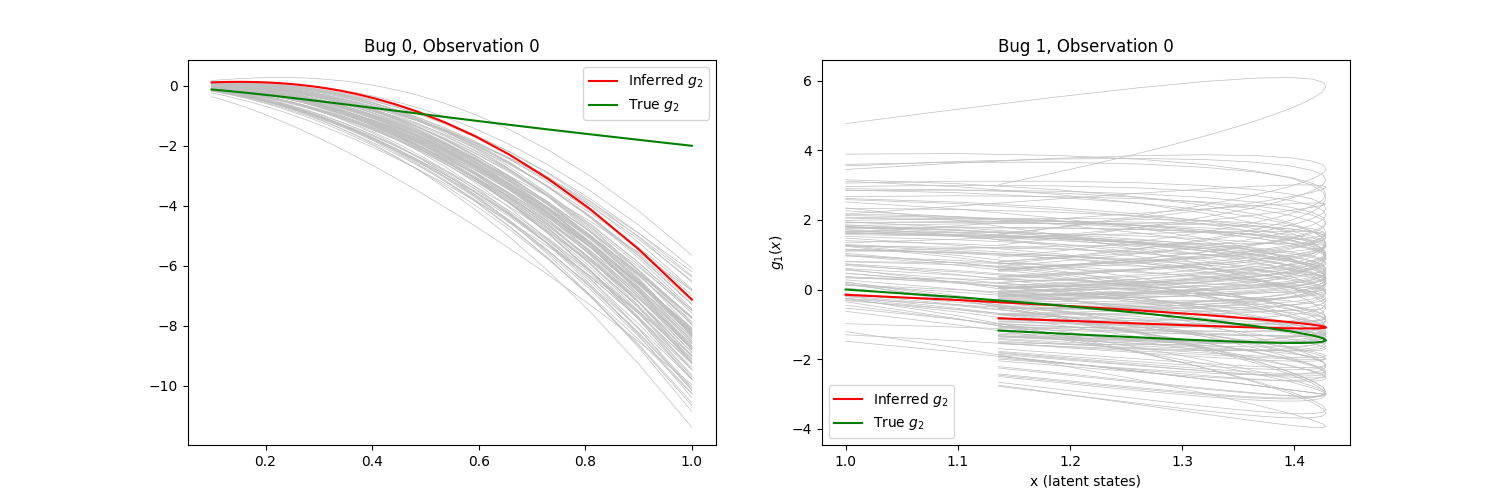 Bug 0, Observation 0
Inferred g₂
True g₂
0
−2
−4
−6
−8
−10
0.2 0.4 0.6 0.8 1.0
Bug 1, Observation 0
6
4
2
0
−2
−4
g₁(x)
Inferred g₂
True g₂
1.0 1.1 1.2 1.3 1.4
x (latent states)